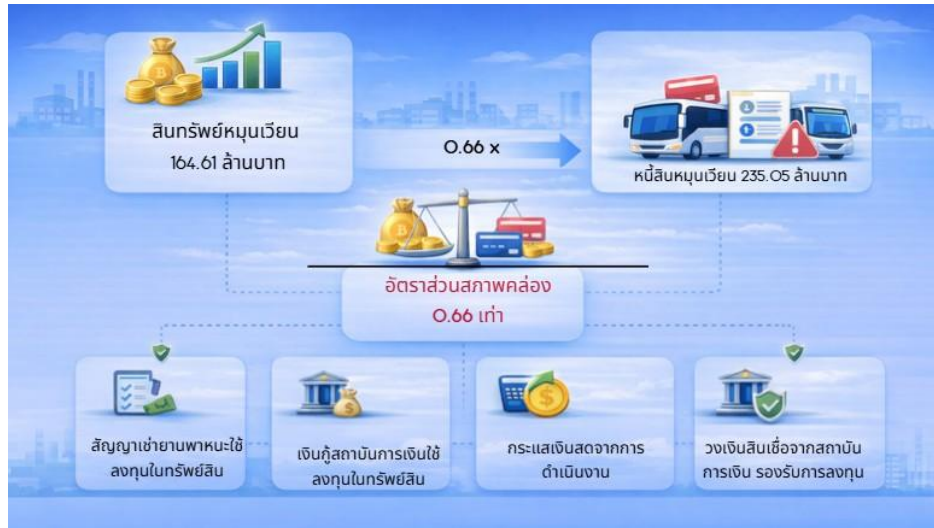 สินทรัพย์หมุนเวียน
164.61 ล้านบาท
0.66 x
หนี้สินหมุนเวียน 235.05 ล้านบาท
อัตราส่วนสภาพคล่อง
0.66 เท่า
สัญญาเช่ายานพาหนะใช้
ลงทุนในทรัพย์สิน
เงินกู้สถาบันการเงินใช้
ลงทุนในทรัพย์สิน
กระแสเงินสดจากการ
ดำเนินงาน
วงเงินสินเชื่อจากสถาบัน
การเงิน รองรับการลงทุน